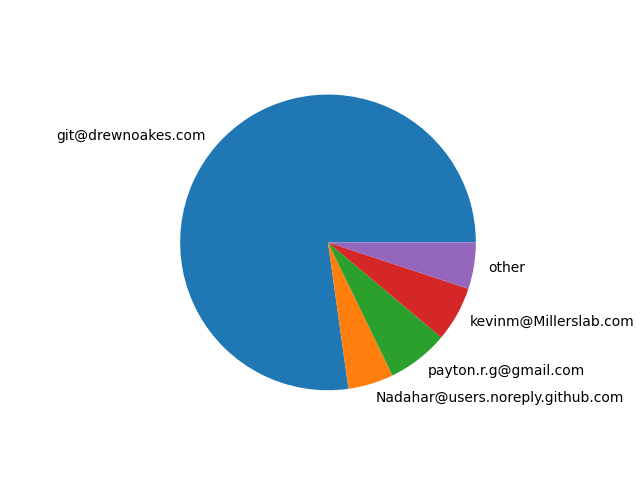 git@drewnoakes.com
other
kevinm@Millerslab.com
payton.r.g@gmail.com
Nadahar@users.noreply.github.com